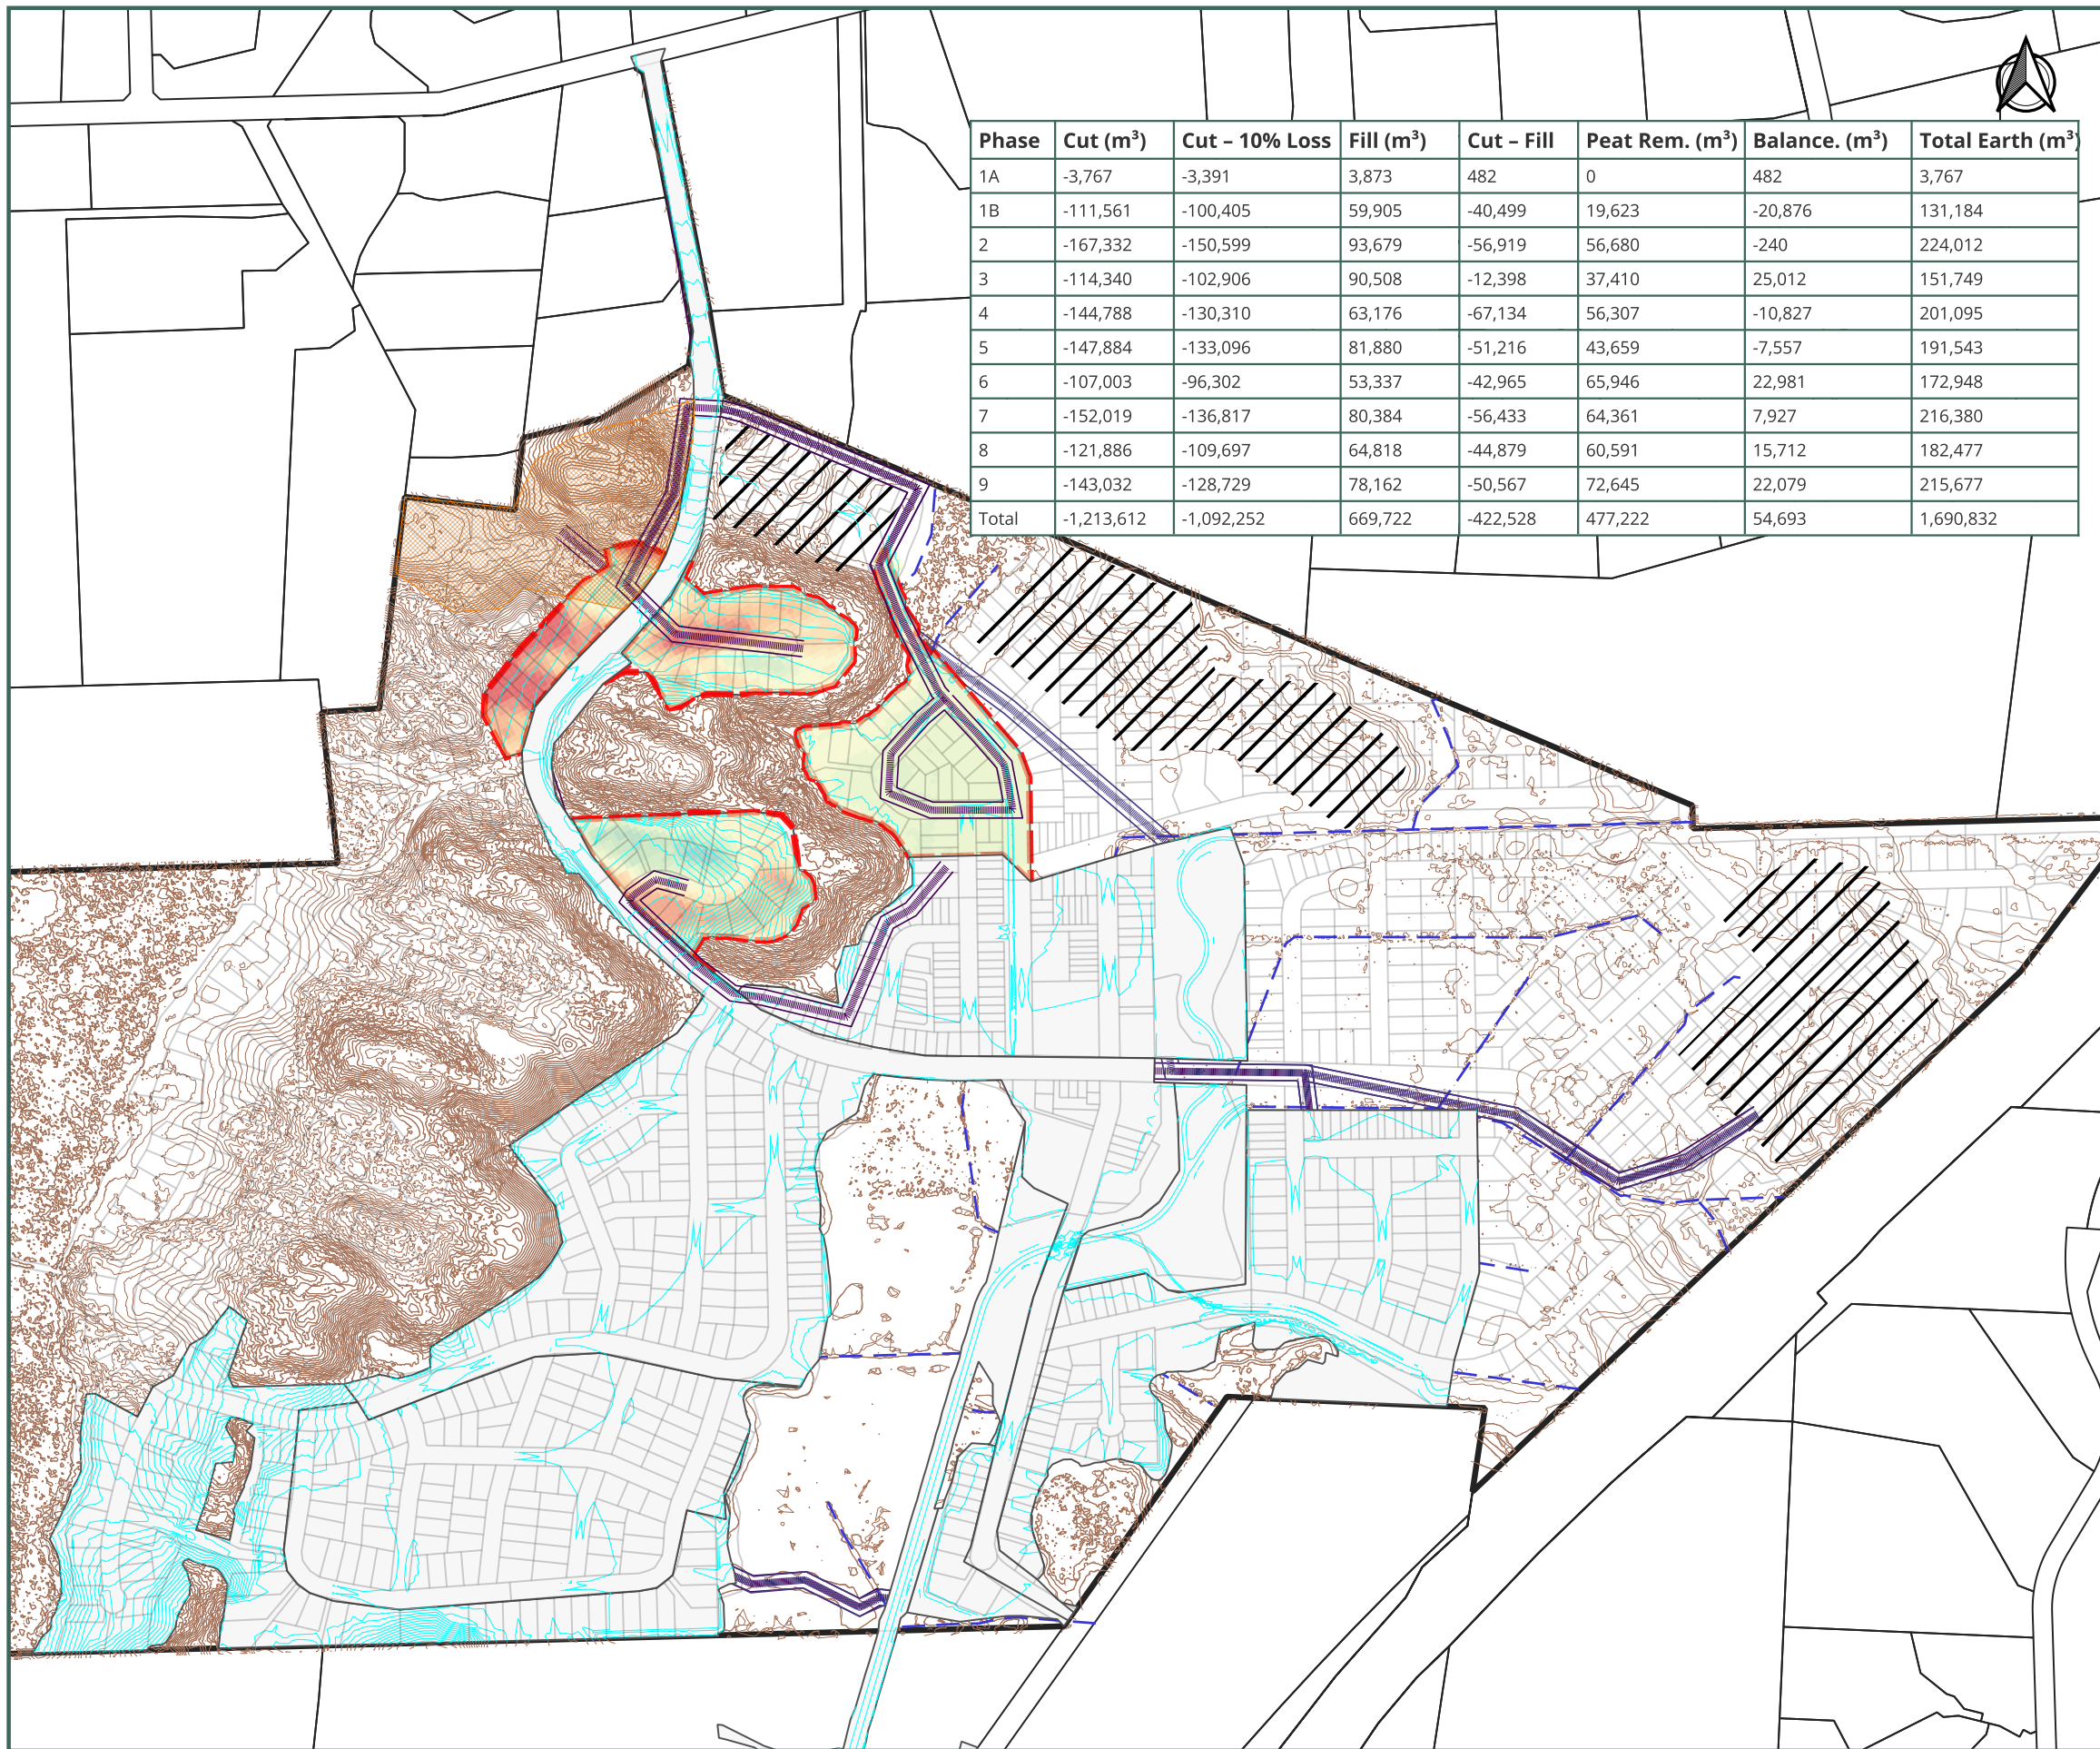 Phase Cut (m³) Cut – 10% Loss Fill (m³) Cut – Fill Peat Rem. (m³) Balance. (m³) Total Earth (m³)
1A -3,767 -3,391 3,873 482 0 482 3,767
1B -111,561 -100,405 59,905 -40,499 19,623 -20,876 131,184
2 -167,332 -150,599 93,679 -56,919 56,680 -240 224,012
3 -114,340 -102,906 90,508 -12,398 37,410 25,012 151,749
4 -144,788 -130,310 63,176 -67,134 56,307 -10,827 201,095
5 -147,884 -133,096 81,880 -51,216 43,659 -7,557 191,543
6 -107,003 -96,302 53,337 -42,965 65,946 22,981 172,948
7 -152,019 -136,817 80,384 -56,433 64,361 7,927 216,380
8 -121,886 -109,697 64,818 -44,879 60,591 15,712 182,477
9 -143,032 -128,729 78,162 -50,567 72,645 22,079 215,677
Total -1,213,612 -1,092,252 669,722 -422,528 477,222 54,693 1,690,832